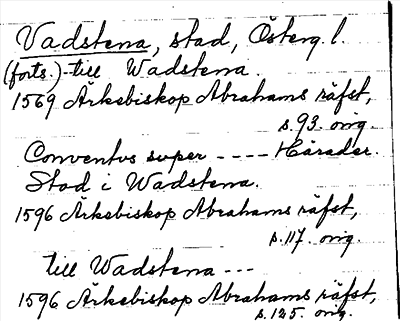 Vadstena, stad, Österg. l.
(forts.) - till Wadstena.
1569 Ärkebiskop Abrahams räfst,
s. 93. orig.
Conventus super ---- Härader.
Stad i Wadstena.
1596 Ärkebiskop Abrahams räfst,
s. 117. orig.
till Wadstena ---
1596 Ärkebiskop Abrahams räfst,
s. 125. orig.